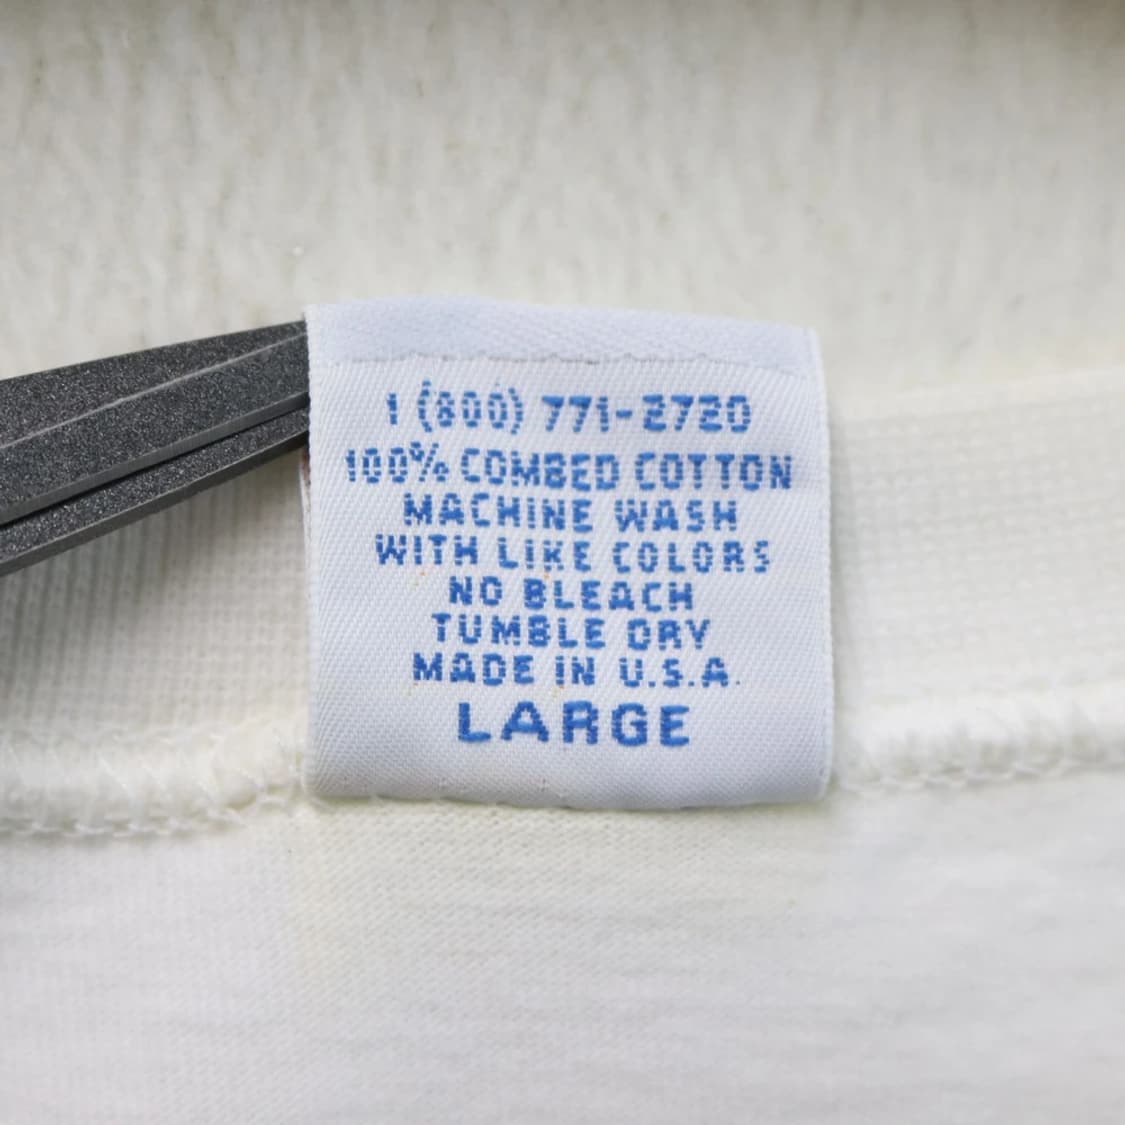 1 (800) 771-2720
100% COMBED COTTON
MACHINE WASH
WITH LIKE COLORS
NO BLEACH
TUMBLE DRY
MADE IN U.S.A.
LARGE